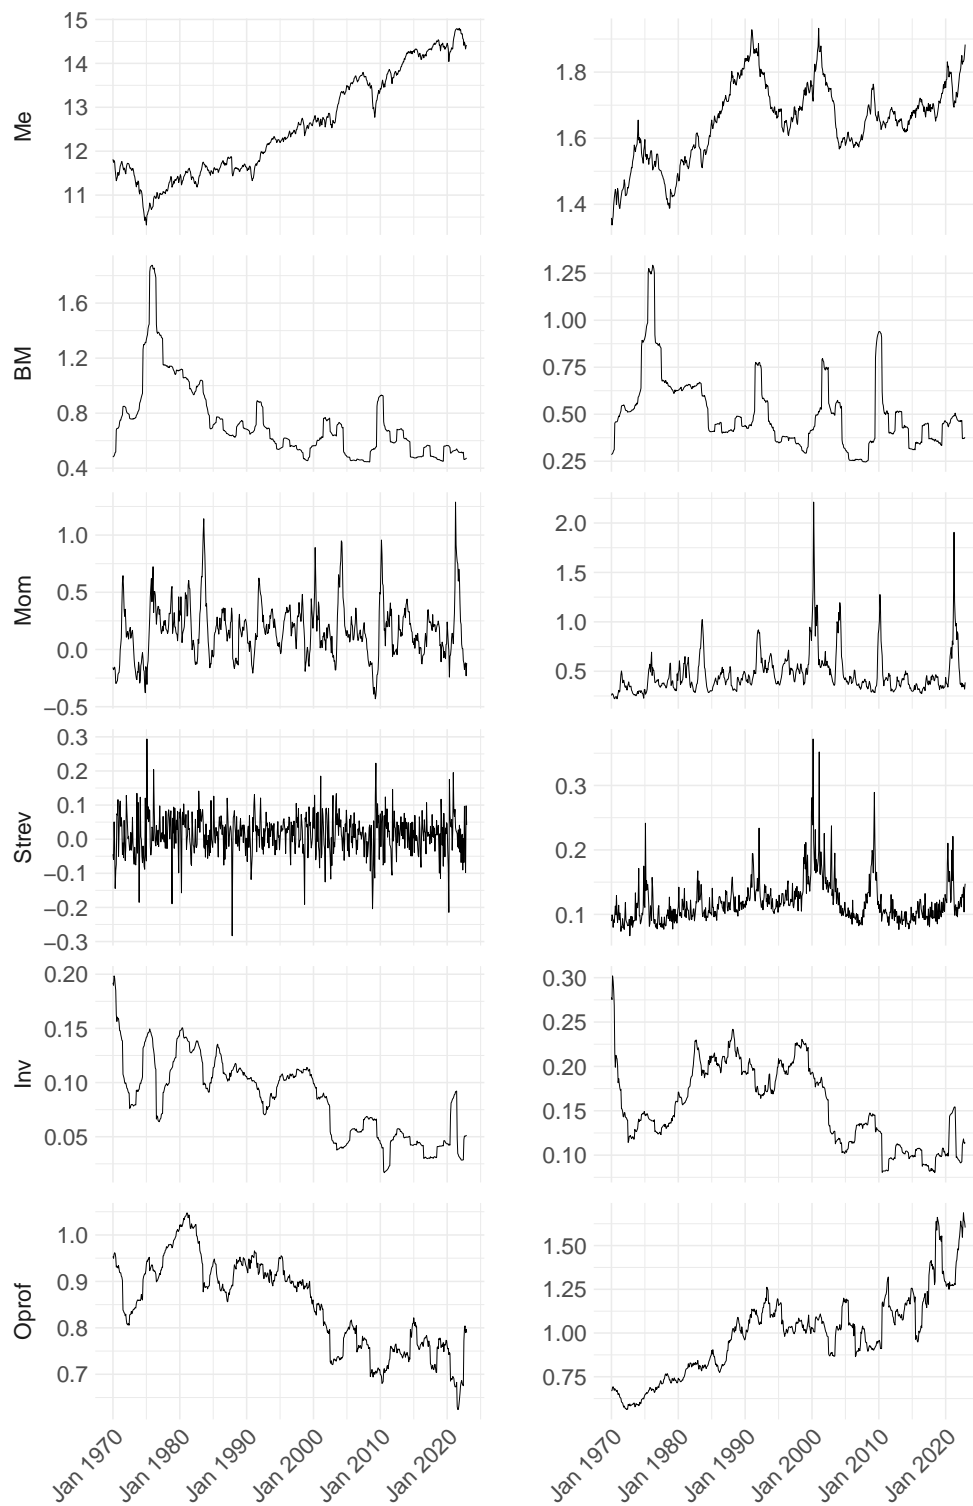 15
14
13
12
11
Me
1.8
1.6
1.4
1.6
1.2
0.8
0.4
BM
1.25
1.00
0.75
0.50
0.25
1.0
0.5
0.0
−0.5
Mom
2.0
1.5
1.0
0.5
0.3
0.2
0.1
0.0
−0.1
−0.2
−0.3
Strev
0.3
0.2
0.1
0.20
0.15
0.10
0.05
Inv
0.30
0.25
0.20
0.15
0.10
1.0
0.9
0.8
0.7
Oprof
1.50
1.25
1.00
0.75
Jan 1970
Jan 1980
Jan 1990
Jan 2000
Jan 2010
Jan 2020
Jan 1970
Jan 1980
Jan 1990
Jan 2000
Jan 2010
Jan 2020